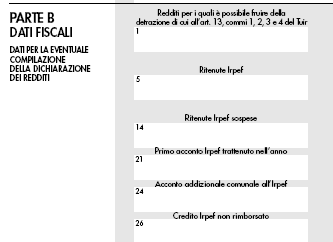 PARTE B
DATI FISCALI
DATI PER LA EVENTUALE
COMPILAZIONE
DELLA DICHIARAZIONE
DEI REDDITI
Redditi per i quali è possibile fruire della
detrazione di cui all'art. 13, commi 1, 2, 3 e 4 del Tuir
1
Ritenute Irpef
5
Ritenute Irpef sospese
14
Primo acconto Irpef trattenuto nell'anno
21
Acconto addizionale comunale all'Irpef
24
Credito Irpef non rimborsato
26